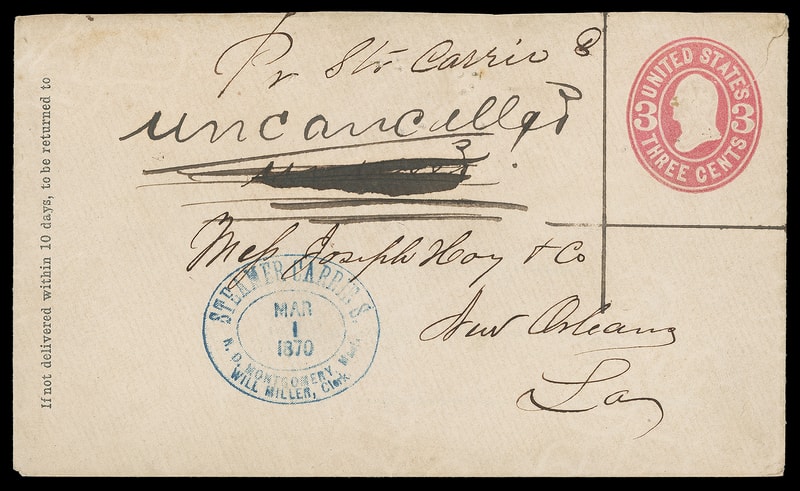 Pr Str Carrie S
uncancelled
UNITED STATES
3 3
THREE CENTS
Mess Joseph Hoy & Co
New Orleans
La
STEAMER CARRIE S.
MAR
1
1870
N. D. MONTGOMERY,
WILL MILLER, Clerk
If not delivered within 10 days, to be returned to